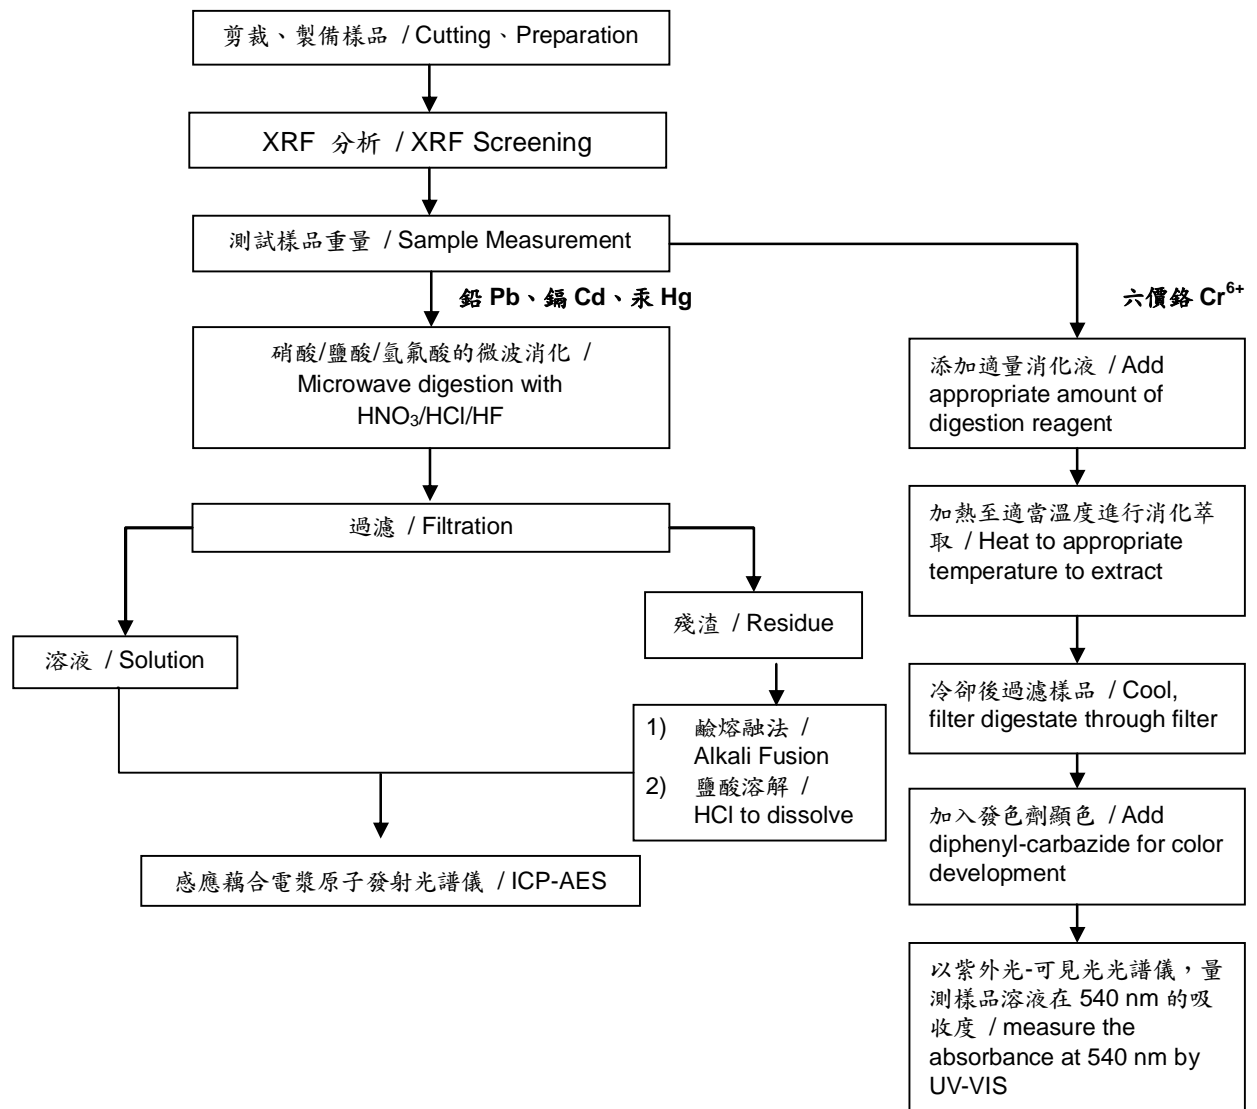 剪裁、製備樣品 / Cutting、Preparation
XRF 分析 / XRF Screening
測試樣品重量 / Sample Measurement
鉛 Pb、鎘 Cd、汞 Hg
硝酸/鹽酸/氫氟酸的微波消化 /
Microwave digestion with
HNO₃/HCl/HF
過濾 / Filtration
溶液 / Solution
殘渣 / Residue
1) 鹼熔融法 /
Alkali Fusion
2) 鹽酸溶解 /
HCl to dissolve
感應藕合電漿原子發射光譜儀 / ICP-AES
六價鉻 Cr⁶⁺
添加適量消化液 / Add
appropriate amount of
digestion reagent
加熱至適當溫度進行消化萃
取 / Heat to appropriate
temperature to extract
冷卻後過濾樣品 / Cool,
filter digestate through filter
加入發色劑顯色 / Add
diphenyl-carbazide for color
development
以紫外光-可見光光譜儀，量
測樣品溶液在 540 nm 的吸
收度 / measure the
absorbance at 540 nm by
UV-VIS